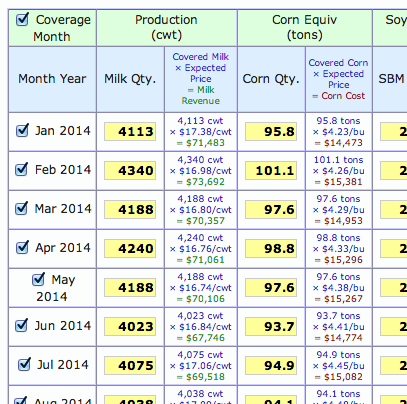 Coverage Month
Production (cwt)
Corn Equiv (tons)
Soy
Month Year
Milk Qty.
Covered Milk × Expected Price = Milk Revenue
Corn Qty.
Covered Corn × Expected Price = Corn Cost
SBM
Jan 2014
4113
4,113 cwt × $17.38/cwt = $71,483
95.8
95.8 tons × $4.23/bu = $14,473
2
Feb 2014
4340
4,340 cwt × $16.98/cwt = $73,692
101.1
101.1 tons × $4.26/bu = $15,381
2
Mar 2014
4188
4,188 cwt × $16.80/cwt = $70,357
97.6
97.6 tons × $4.29/bu = $14,953
2
Apr 2014
4240
4,240 cwt × $16.76/cwt = $71,061
98.8
98.8 tons × $4.33/bu = $15,296
2
May 2014
4188
4,188 cwt × $16.74/cwt = $70,106
97.6
97.6 tons × $4.38/bu = $15,267
2
Jun 2014
4023
4,023 cwt × $16.84/cwt = $67,746
93.7
93.7 tons × $4.41/bu = $14,774
2
Jul 2014
4075
4,075 cwt × $17.06/cwt = $69,518
94.9
94.9 tons × $4.45/bu = $15,082
2
Aug 2014
4038
4,038 cwt
94.1
94.1 tons